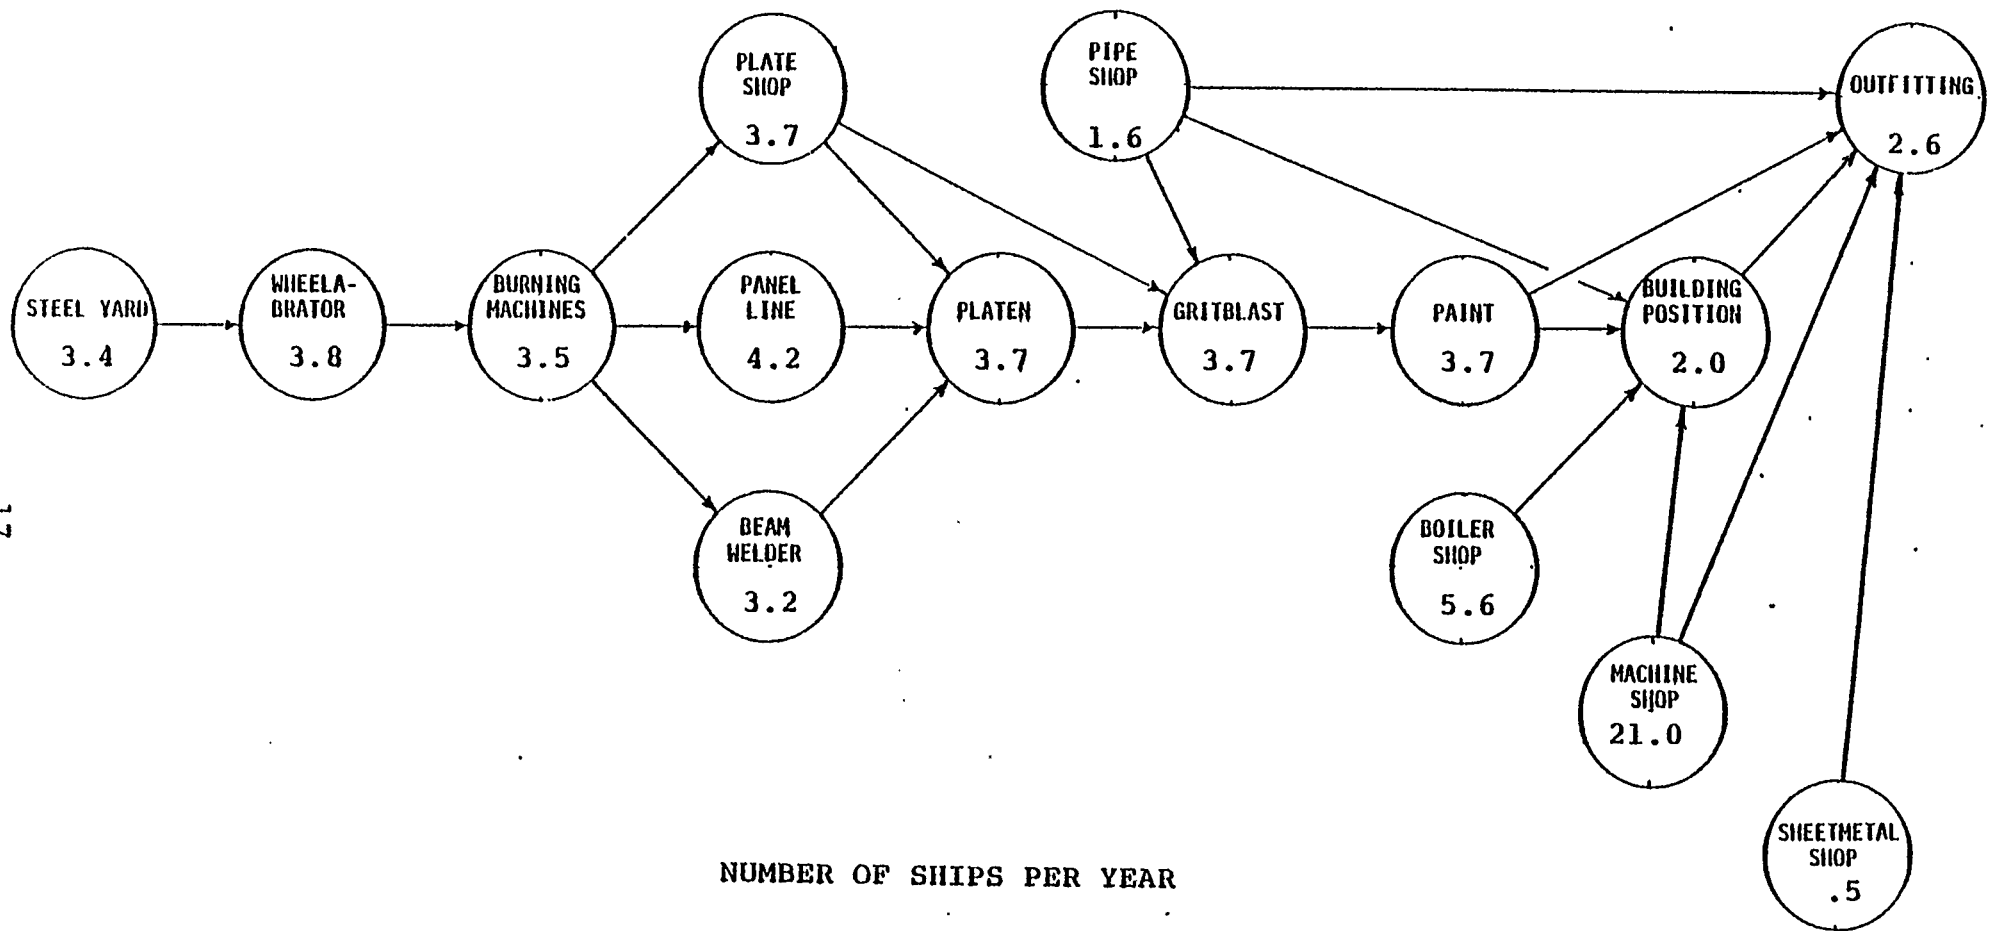 PLATE
SHOP
3.7
PIPE
SHOP
1.6
OUTFITTING
2.6
STEEL YARD
3.4
WHEELA-
BRATOR
3.8
BURNING
MACHINES
3.5
PANEL
LINE
4.2
PLATEN
3.7
GRITBLAST
3.7
PAINT
3.7
BUILDING
POSITION
2.0
BEAM
WELDER
3.2
BOILER
SHOP
5.6
MACHINE
SHOP
21.0
SHEETMETAL
SHOP
.5
NUMBER OF SHIPS PER YEAR